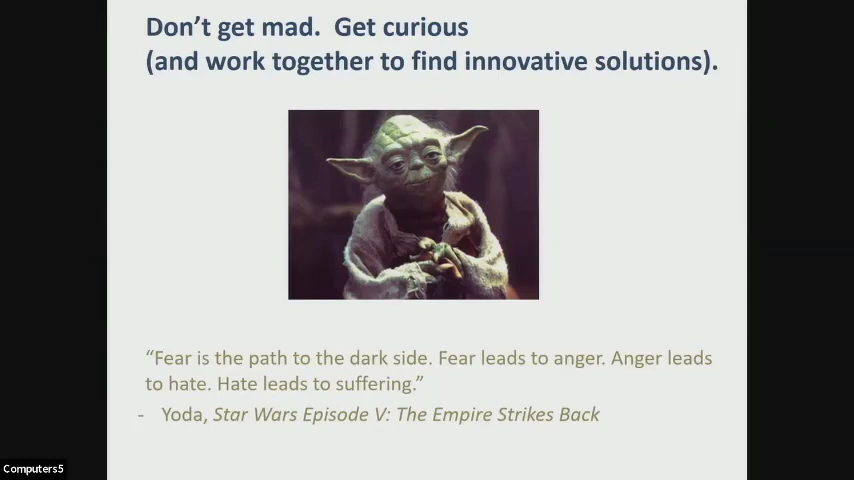 Don’t get mad.  Get curious
(and work together to find innovative solutions).
“Fear is the path to the dark side. Fear leads to anger. Anger leads
to hate. Hate leads to suffering.”
- Yoda, Star Wars Episode V: The Empire Strikes Back
Computers5